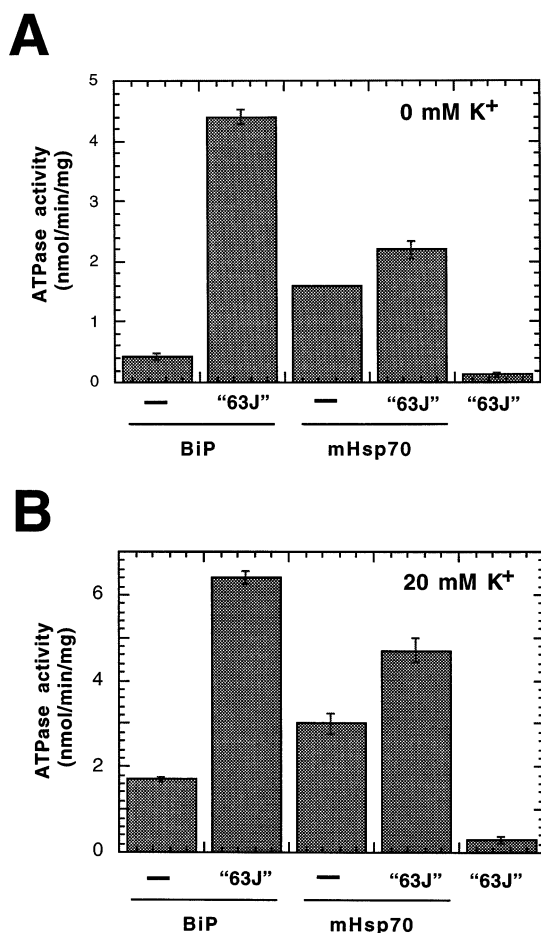 A
ATPase activity
(nmol/min/mg)
5
4
3
2
1
0
0 mM K+
— “63J” — “63J” “63J”
BiP mHsp70
B
ATPase activity
(nmol/min/mg)
6
4
2
0
20 mM K+
— “63J” — “63J” “63J”
BiP mHsp70